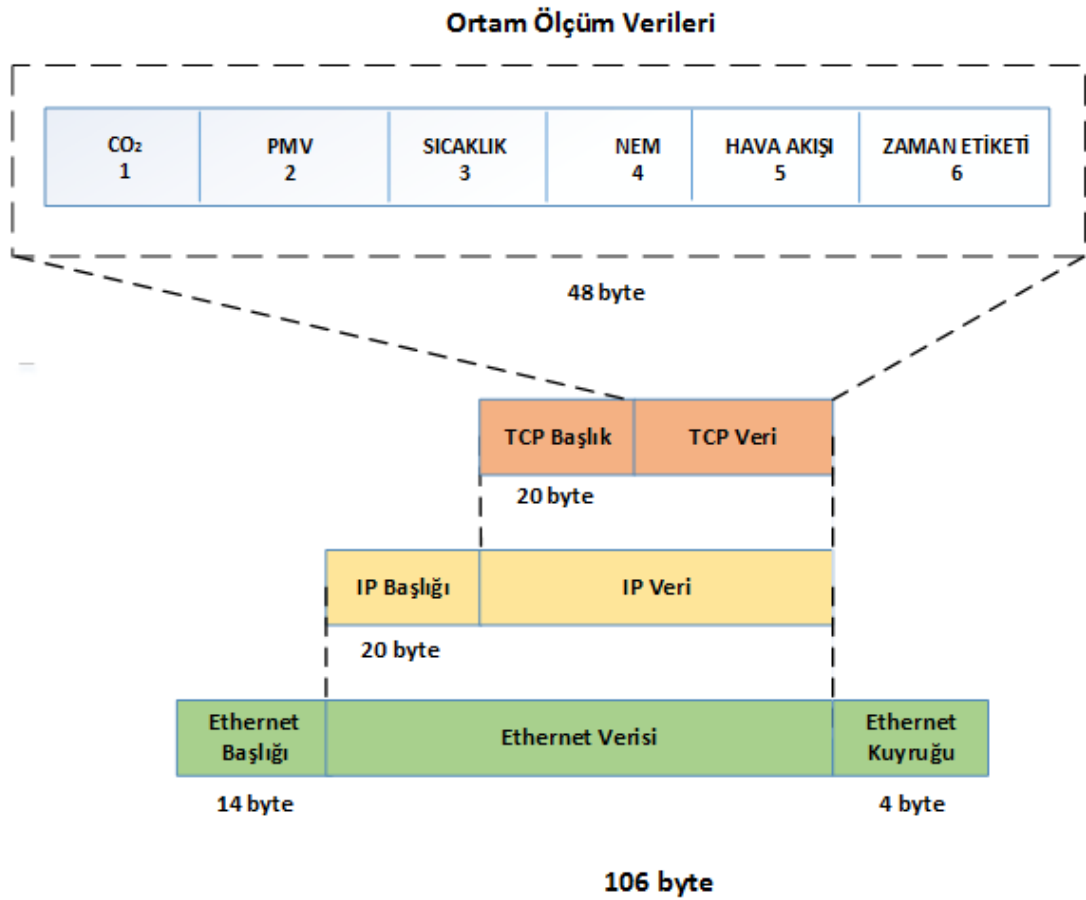 Ortam Ölçüm Verileri
CO₂ PMV SICAKLIK NEM HAVA AKIŞI ZAMAN ETİKETİ
1 2 3 4 5 6
48 byte
TCP Başlık TCP Veri
20 byte
IP Başlığı IP Veri
20 byte
Ethernet Başlığı Ethernet Verisi Ethernet Kuyruğu
14 byte 4 byte
106 byte